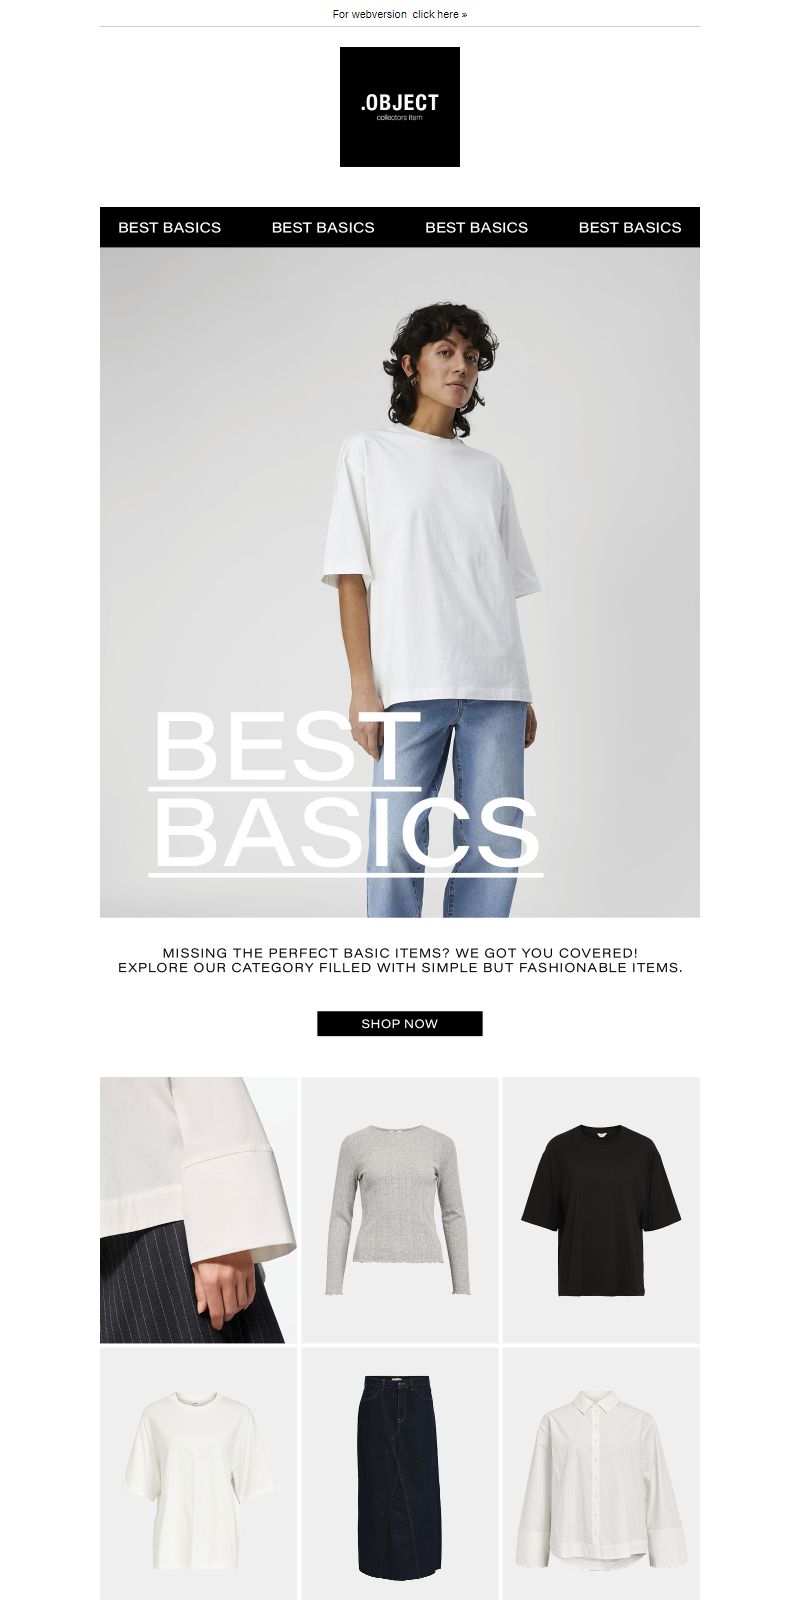 For webversion click here »
.OBJECT
collectors item
BEST BASICS BEST BASICS BEST BASICS BEST BASICS
BEST
BASICS
MISSING THE PERFECT BASIC ITEMS? WE GOT YOU COVERED!
EXPLORE OUR CATEGORY FILLED WITH SIMPLE BUT FASHIONABLE ITEMS.
SHOP NOW